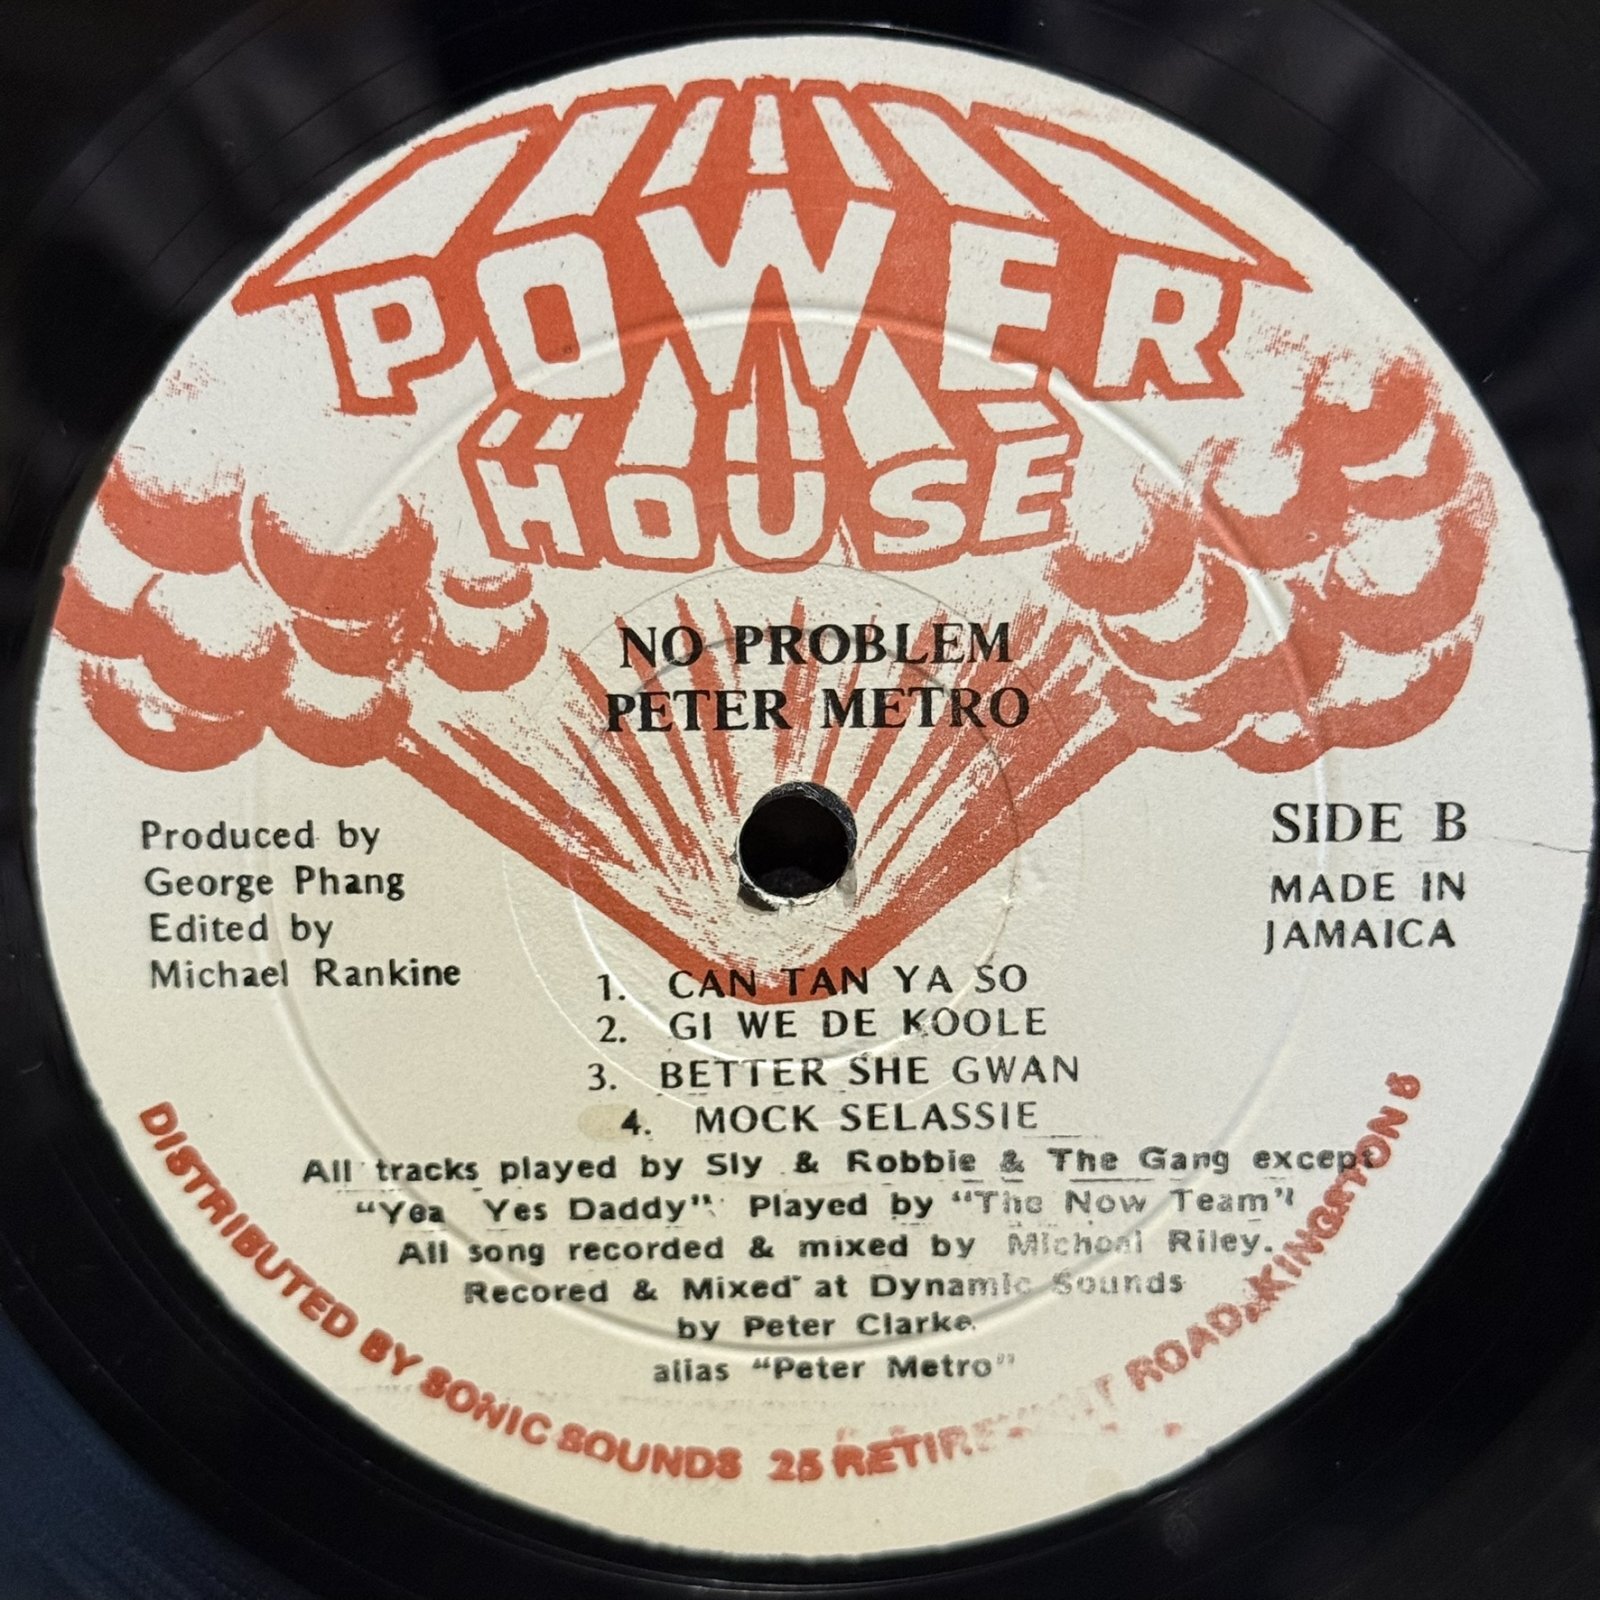 POWER
HOUSE
NO PROBLEM
PETER METRO
Produced by
George Phang
Edited by
Michael Rankine
SIDE B
MADE IN
JAMAICA
1. CAN TAN YA SO
2. GI WE DE KOOLE
3. BETTER SHE GWAN
4. MOCK SELASSIE
All tracks played by Sly & Robbie & The Gang except
“Yea Yes Daddy” Played by “The Now Team”
All song recorded & mixed by Michael Riley.
Recored & Mixed at Dynamic Sounds
by Peter Clarke.
alias “Peter Metro”
DISTRIBUTED BY SONIC SOUNDS 25 RETIREMENT ROAD, KINGSTON 5